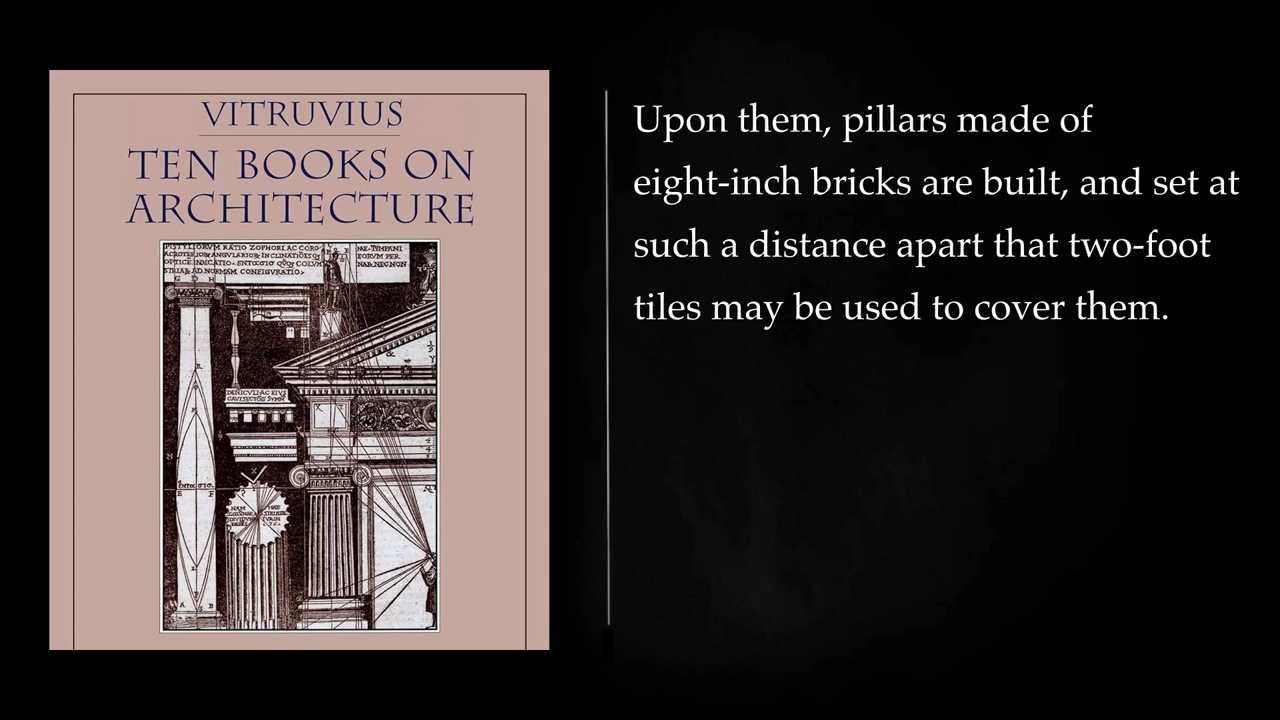 VITRUVIUS
TEN BOOKS ON
ARCHITECTURE
Upon them, pillars made of
eight-inch bricks are built, and set at
such a distance apart that two-foot
tiles may be used to cover them.